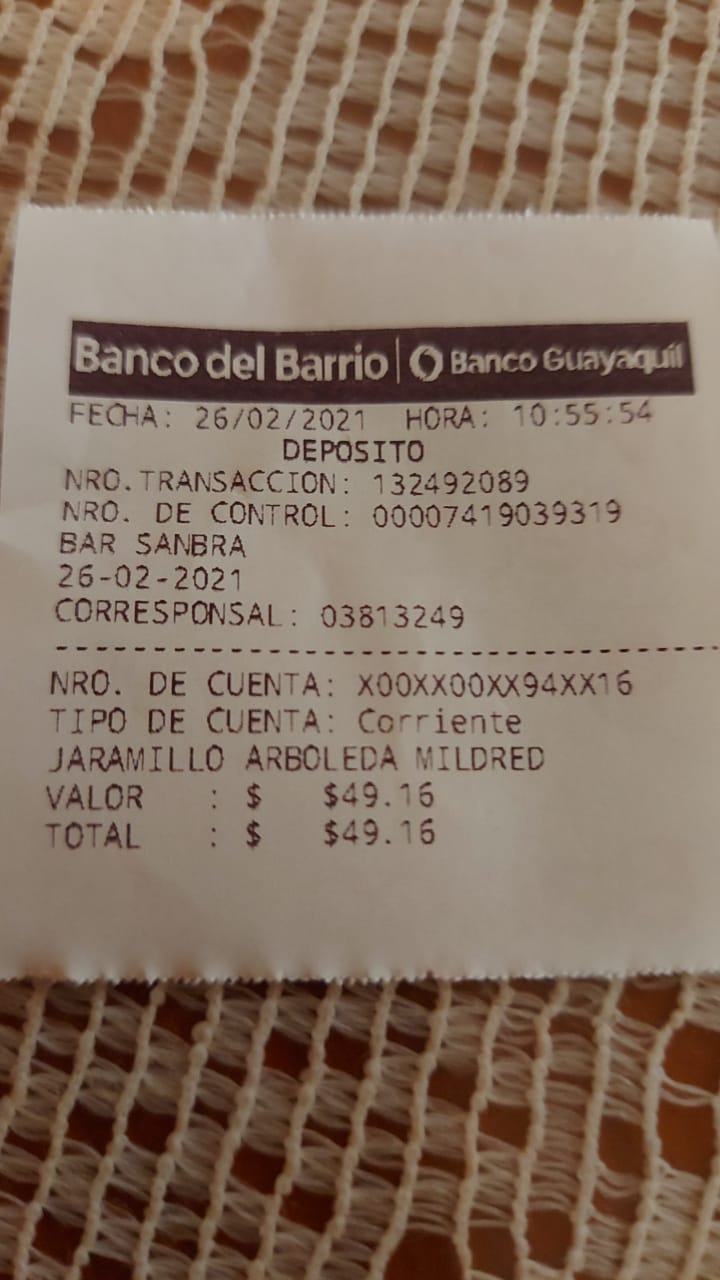 Banco del Barrio | Banco Guayaquil
FECHA: 26/02/2021 HORA: 10:55:54
DEPOSITO
NRO.TRANSACCION: 132492089
NRO. DE CONTROL: 00007419039319
BAR SANBRA
26-02-2021
CORRESPONSAL: 03813249
NRO. DE CUENTA: X00XX00XX94XX16
TIPO DE CUENTA: Corriente
JARAMILLO ARBOLEDA MILDRED
VALOR : $ $49.16
TOTAL : $ $49.16